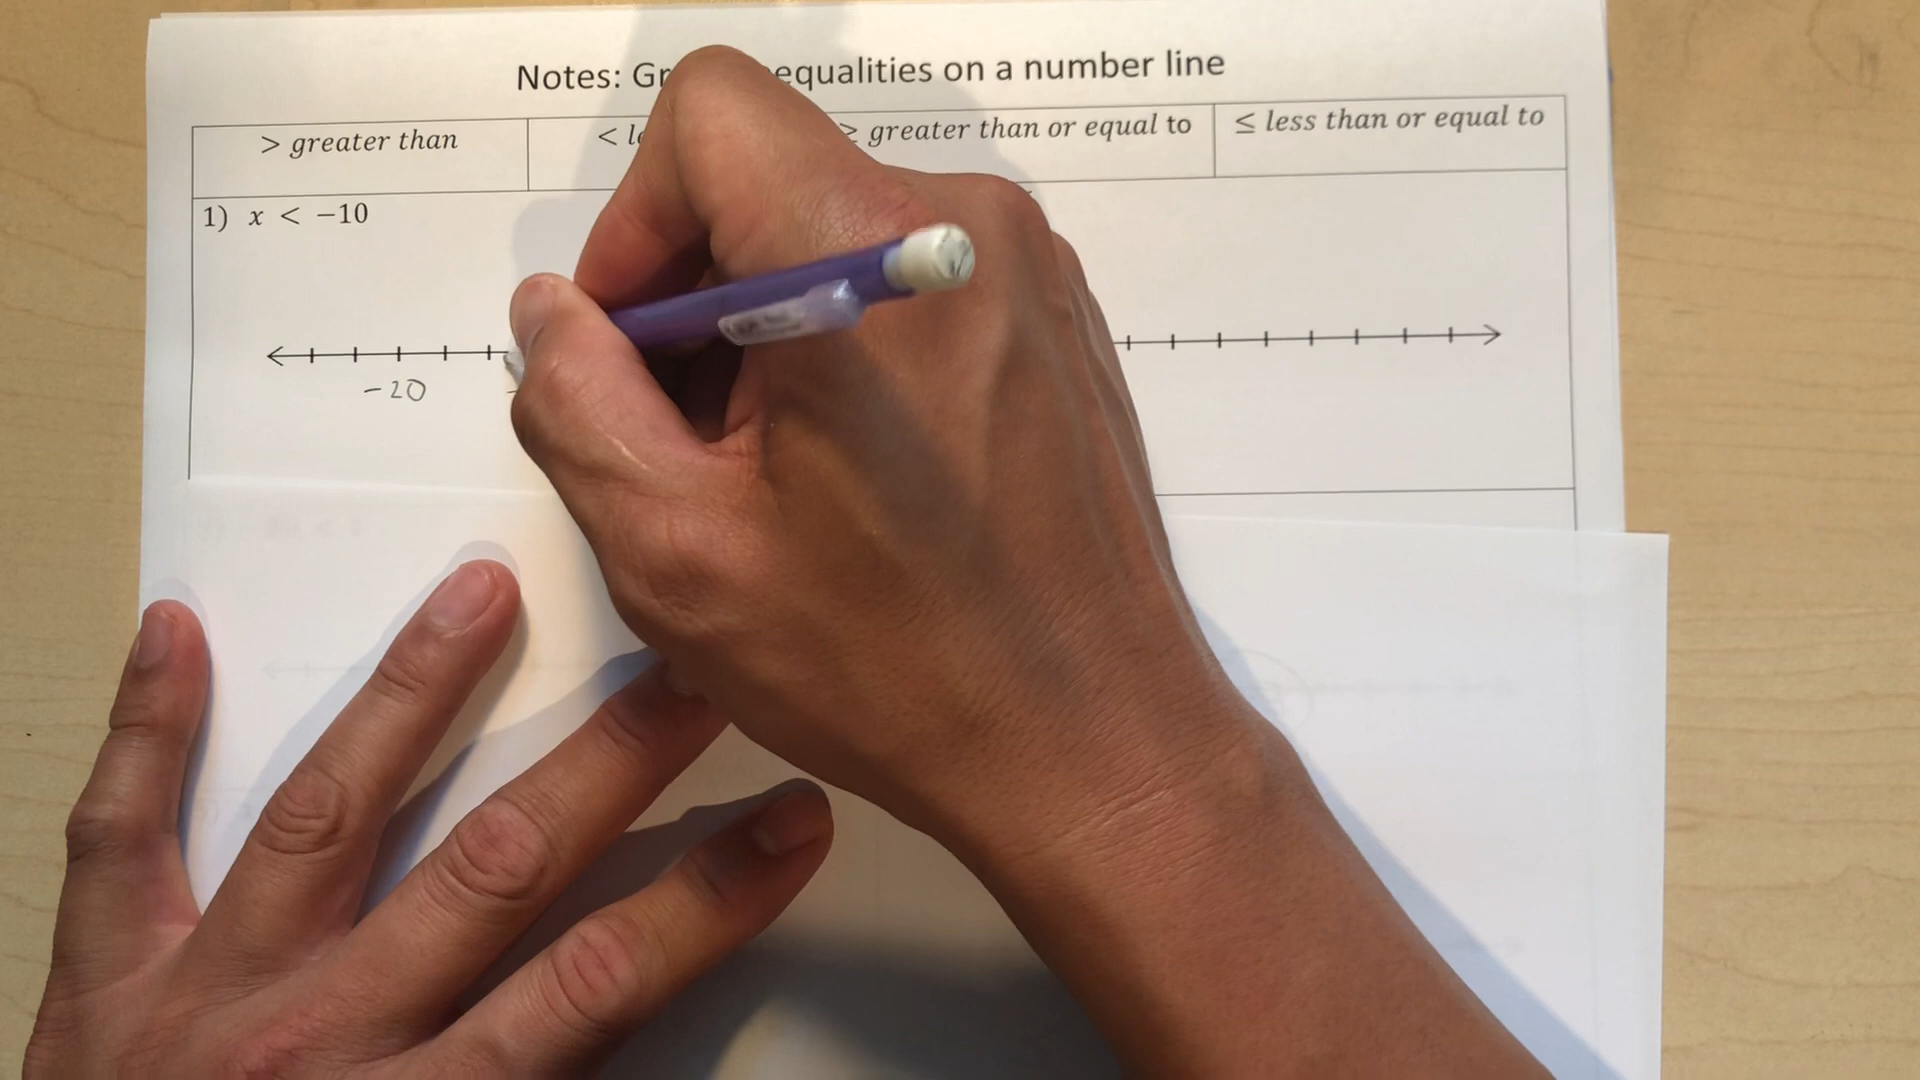 Notes: equalities on a number line
> greater than < ≥ greater than or equal to ≤ less than or equal to
1) x < −10
-20